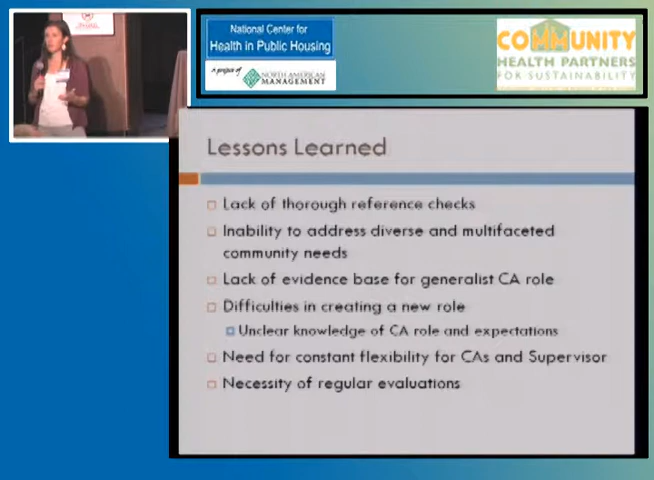 National Center for
Health in Public Housing
a project of
NORTH AMERICAN
MANAGEMENT
COMMUNITY
HEALTH PARTNERS
FOR SUSTAINABILITY
Lessons Learned
Lack of thorough reference checks
Inability to address diverse and multifaceted
community needs
Lack of evidence base for generalist CA role
Difficulties in creating a new role
Unclear knowledge of CA role and expectations
Need for constant flexibility for CAs and Supervisor
Necessity of regular evaluations